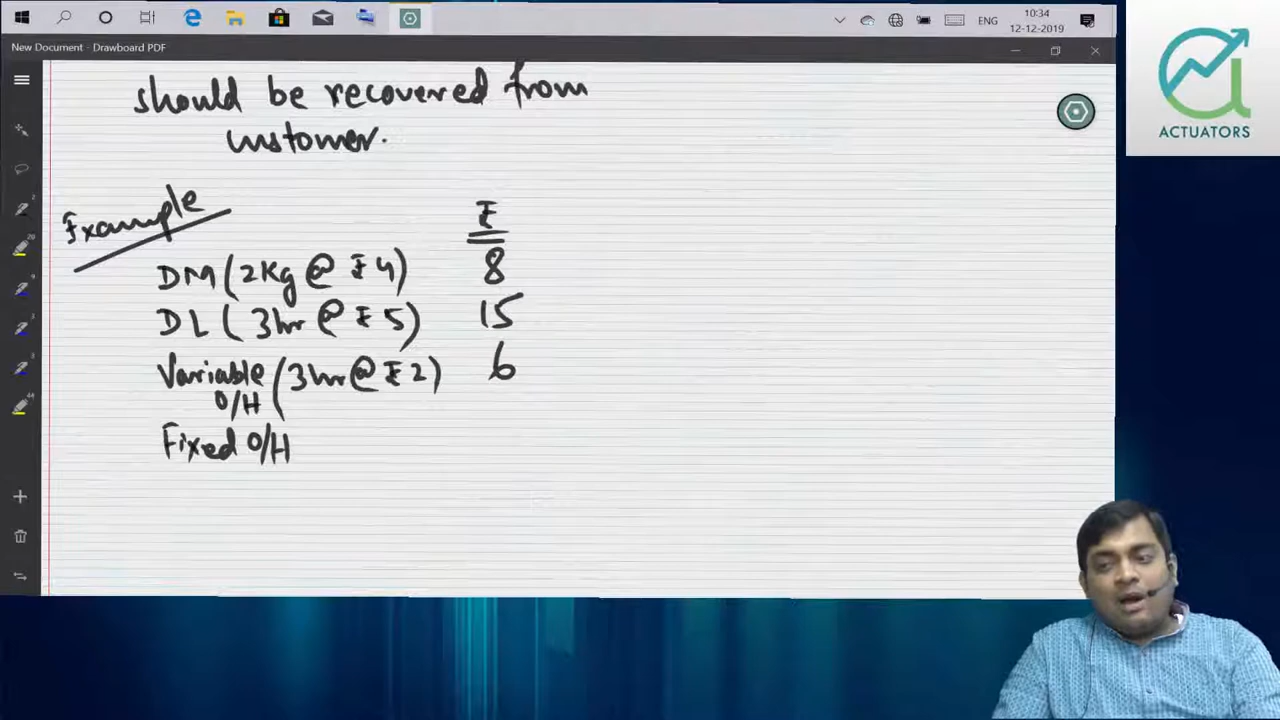 ENG
10:34
12-12-2019
New Document - Drawboard PDF
ACTUATORS
should be recovered from
customer.
Example
₹
DM (2Kg @ ₹4) 8
DL (3hr @ ₹5) 15
Variable (3hr @ ₹2) 6
O/H
Fixed O/H